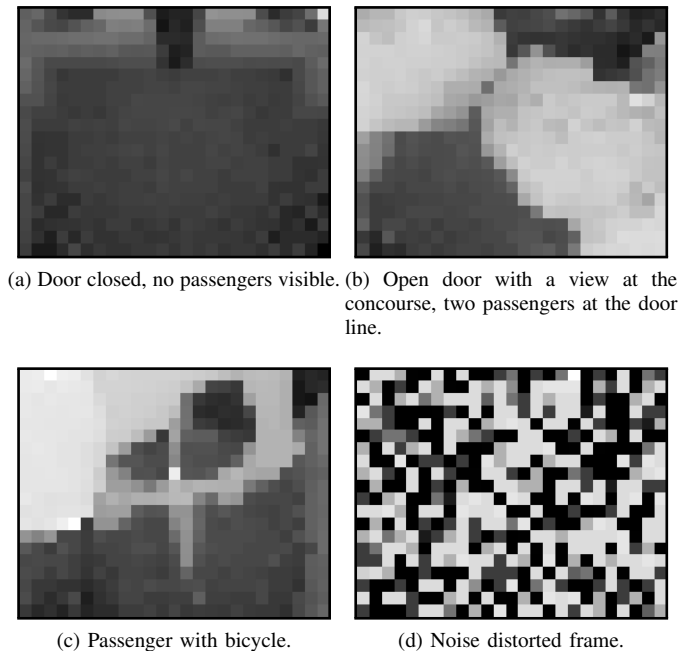 (a) Door closed, no passengers visible.
(b) Open door with a view at the
concourse, two passengers at the door
line.
(c) Passenger with bicycle.
(d) Noise distorted frame.